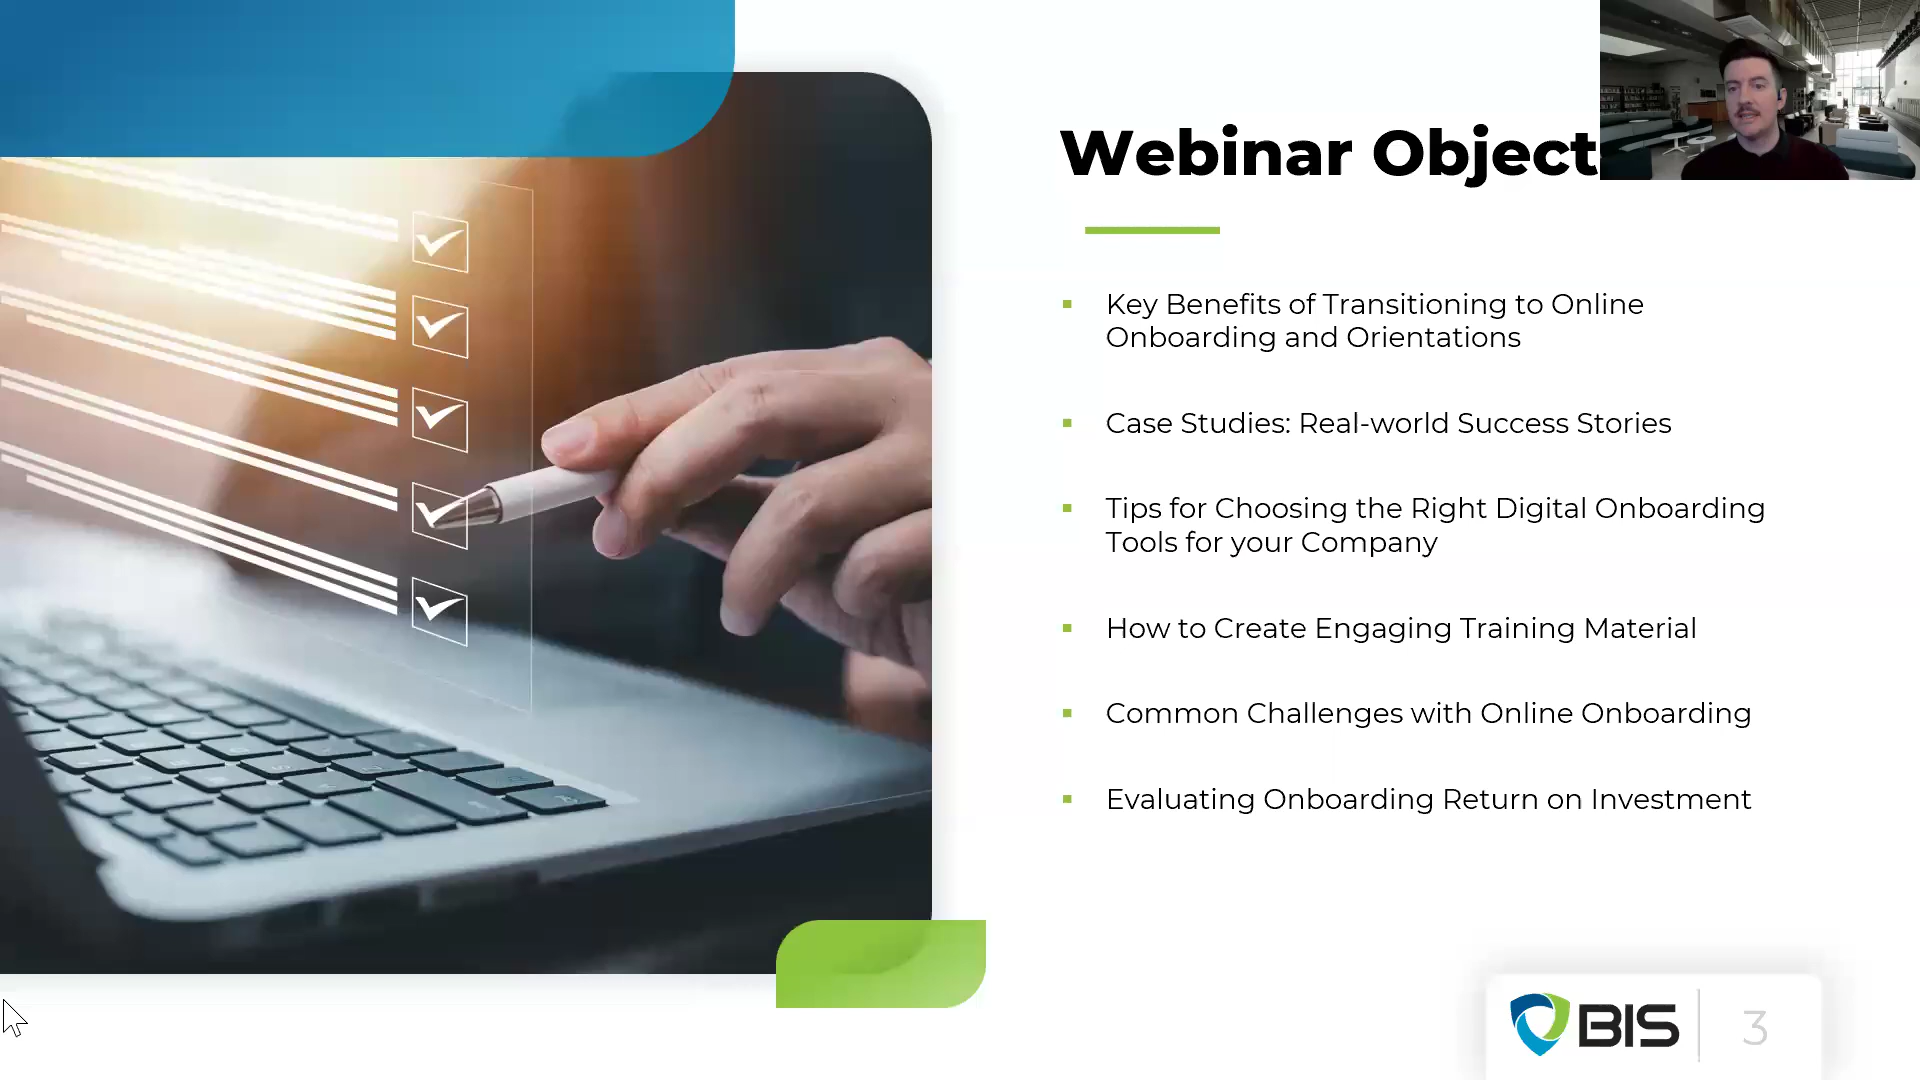 Webinar Object
Key Benefits of Transitioning to Online
Onboarding and Orientations
Case Studies: Real-world Success Stories
Tips for Choosing the Right Digital Onboarding
Tools for your Company
How to Create Engaging Training Material
Common Challenges with Online Onboarding
Evaluating Onboarding Return on Investment
BIS
3